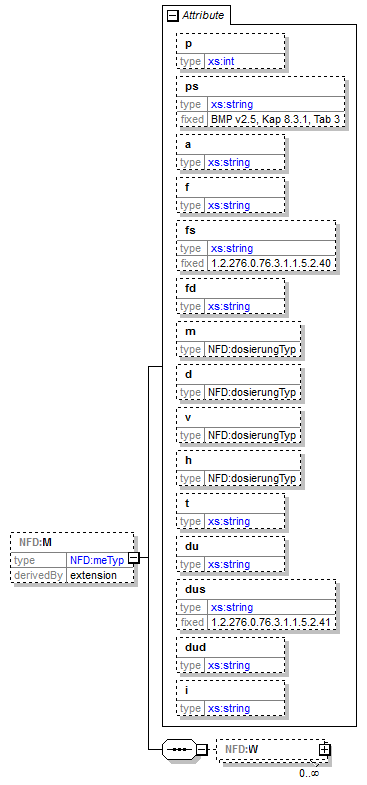 Attribute
p
type xs:int
ps
type xs:string
fixed BMP v2.5, Kap 8.3.1, Tab 3
a
type xs:string
f
type xs:string
fs
type xs:string
fixed 1.2.276.0.76.3.1.1.5.2.40
fd
type xs:string
m
type NFD:dosierungTyp
d
type NFD:dosierungTyp
v
type NFD:dosierungTyp
h
type NFD:dosierungTyp
t
type xs:string
NFD:M
type NFD:meTyp
derivedBy extension
du
type xs:string
dus
type xs:string
fixed 1.2.276.0.76.3.1.1.5.2.41
dud
type xs:string
i
type xs:string
NFD:W
0..∞